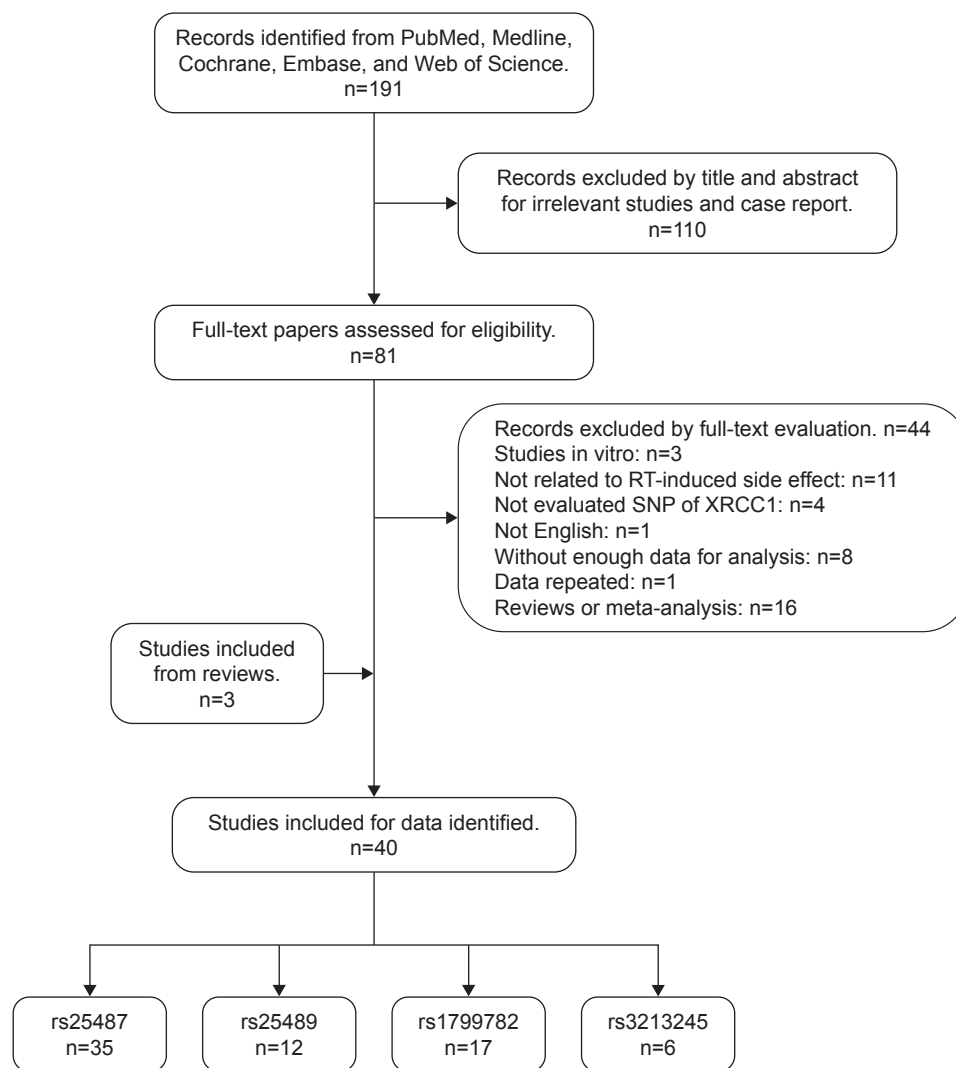 Records identified from PubMed, Medline,
Cochrane, Embase, and Web of Science.
n=191
Records excluded by title and abstract
for irrelevant studies and case report.
n=110
Full-text papers assessed for eligibility.
n=81
Records excluded by full-text evaluation. n=44
Studies in vitro: n=3
Not related to RT-induced side effect: n=11
Not evaluated SNP of XRCC1: n=4
Not English: n=1
Without enough data for analysis: n=8
Data repeated: n=1
Reviews or meta-analysis: n=16
Studies included
from reviews.
n=3
Studies included for data identified.
n=40
rs25487
n=35
rs25489
n=12
rs1799782
n=17
rs3213245
n=6